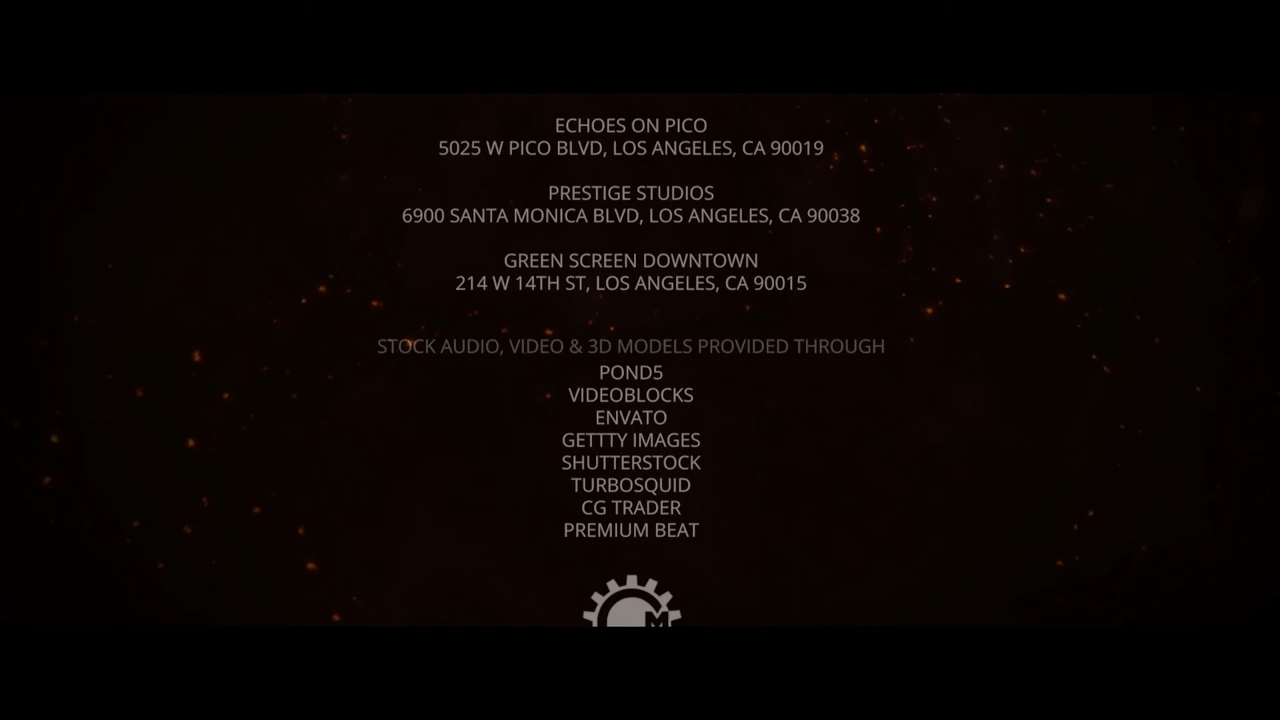 ECHOES ON PICO
5025 W PICO BLVD, LOS ANGELES, CA 90019
PRESTIGE STUDIOS
6900 SANTA MONICA BLVD, LOS ANGELES, CA 90038
GREEN SCREEN DOWNTOWN
214 W 14TH ST, LOS ANGELES, CA 90015
STOCK AUDIO, VIDEO & 3D MODELS PROVIDED THROUGH
POND5
VIDEOBLOCKS
ENVATO
GETTTY IMAGES
SHUTTERSTOCK
TURBOSQUID
CG TRADER
PREMIUM BEAT
M